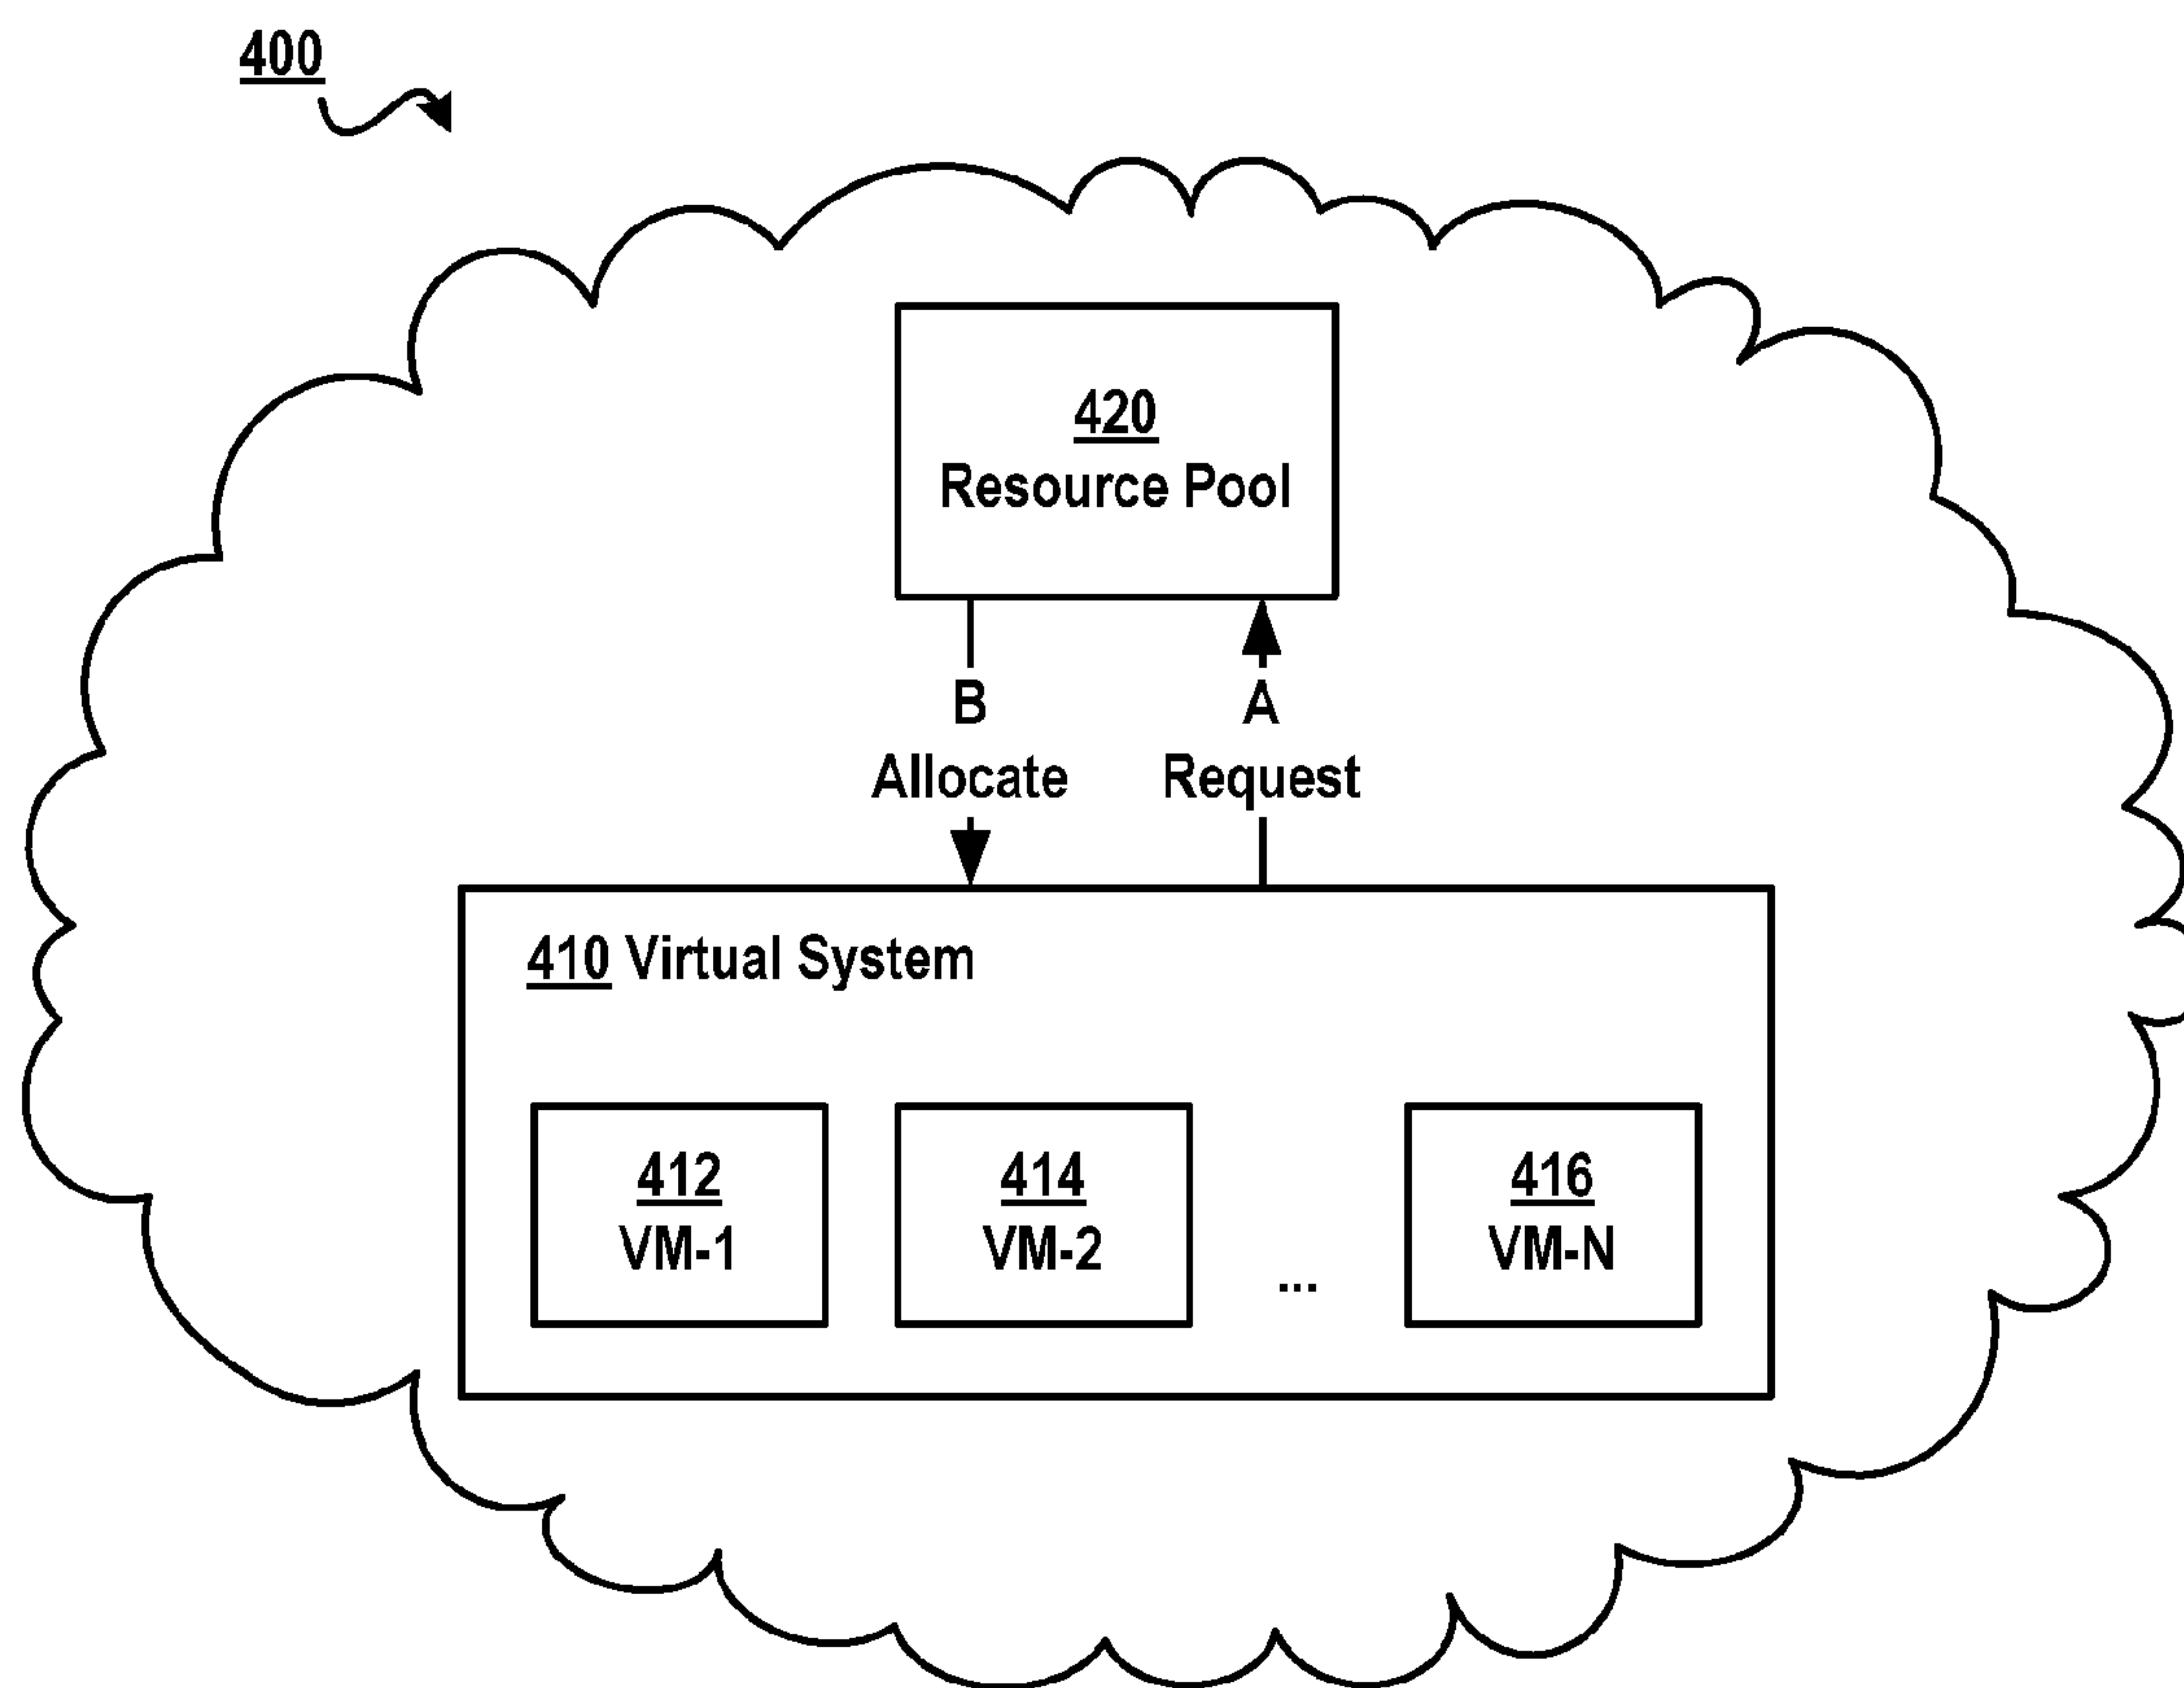 400
420
Resource Pool
B
Allocate
A
Request
410 Virtual System
412
VM-1
414
VM-2
...
416
VM-N